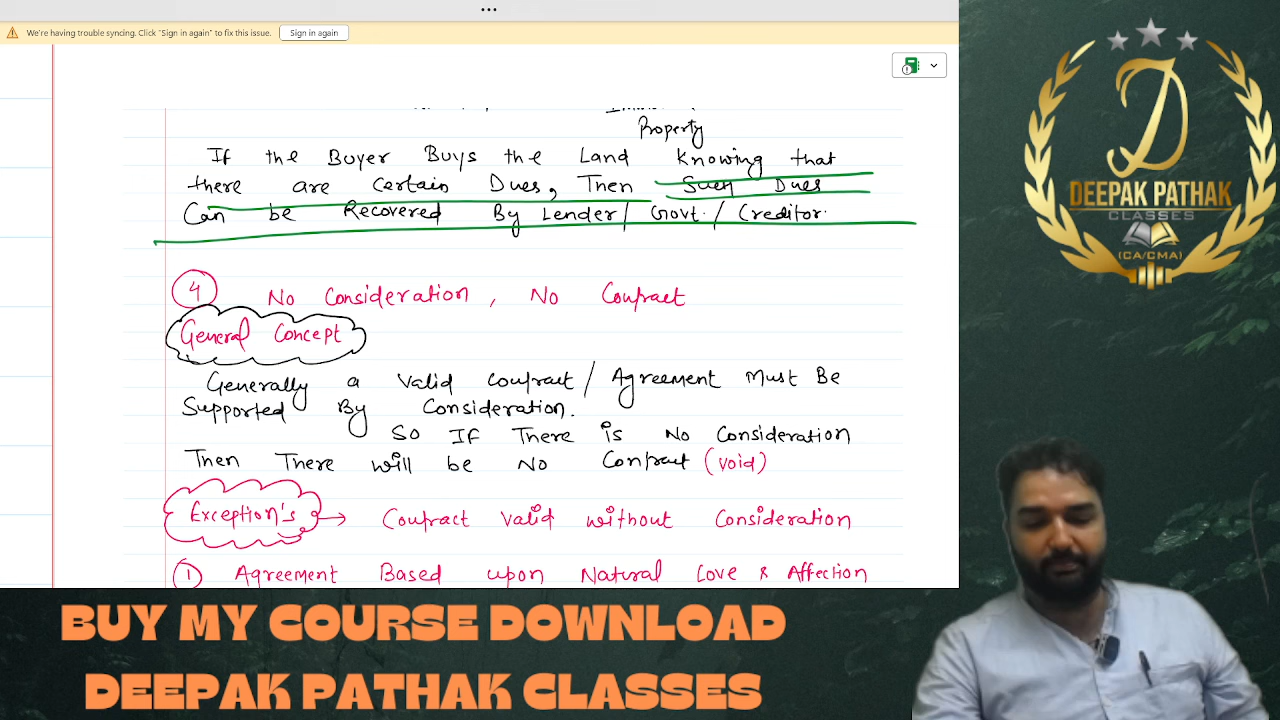 We're having trouble syncing. Click "Sign in again" to fix this issue. Sign in again
Property
If the Buyer Buys the Land Knowing that
there are Certain Dues, Then Such Dues
Can be Recovered By Lender/ Govt./ Creditor.
4 No Consideration, No Contract
General Concept
Generally a valid contract/ Agreement Must Be
Supported By Consideration.
So If There is No Consideration
Then There will be No Contract (void)
Exception's → Contract valid without Consideration
1 Agreement Based upon Natural Love & Affection
D
DEEPAK PATHAK
CLASSES
(CA/CMA)
BUY MY COURSE DOWNLOAD
DEEPAK PATHAK CLASSES